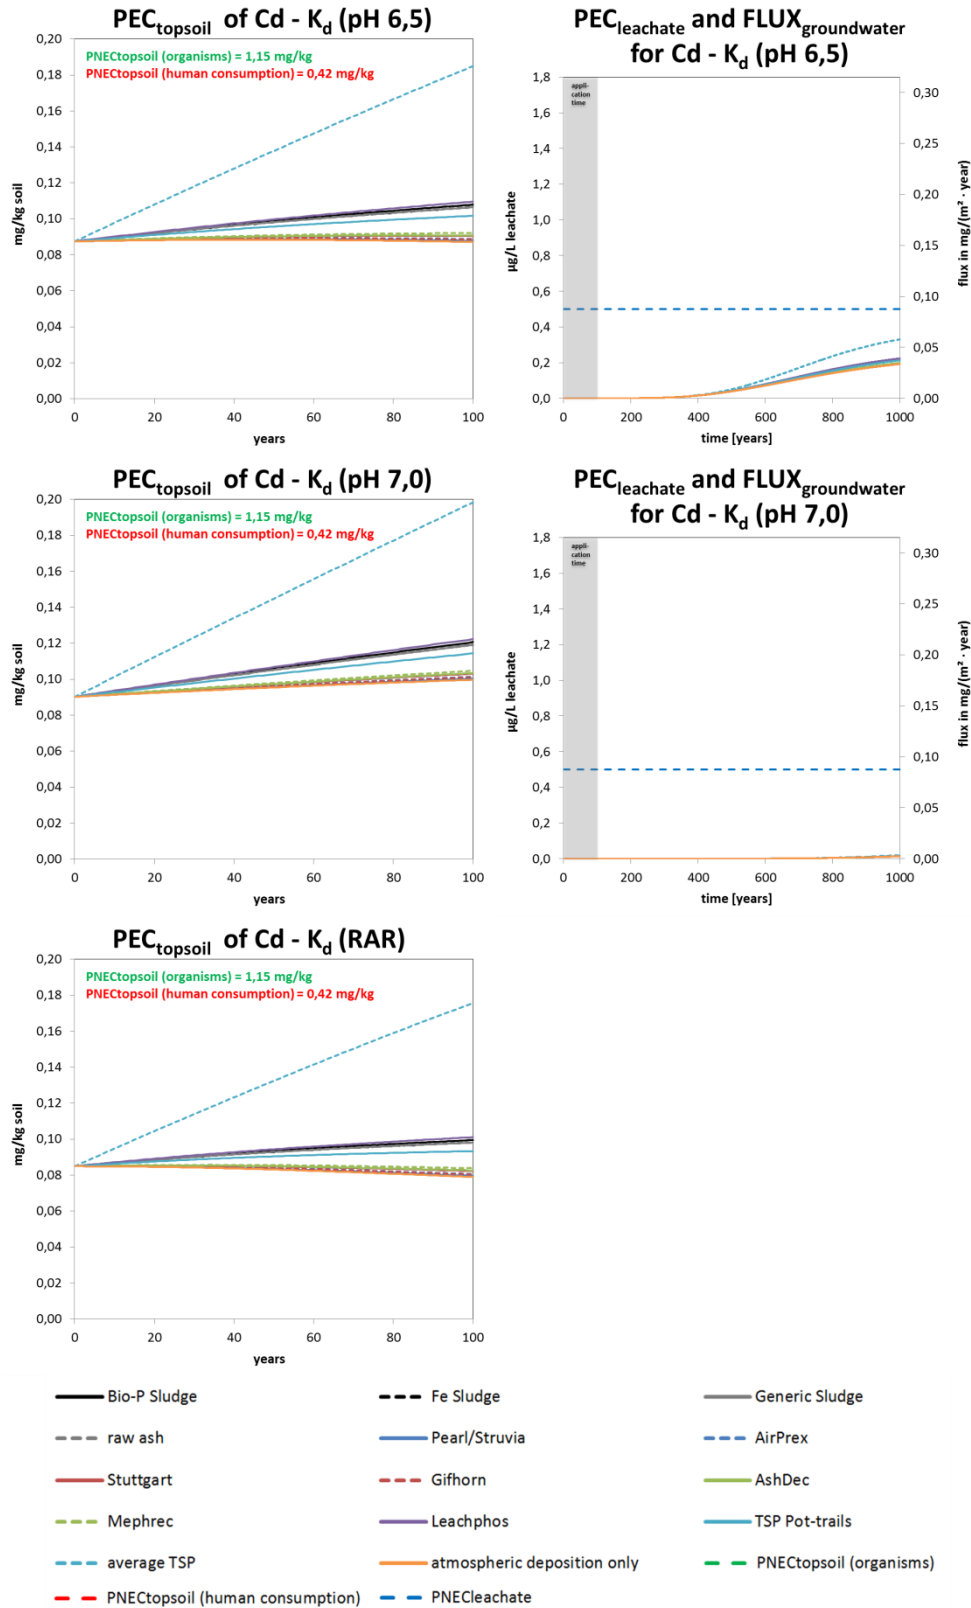 PECtopsoil of Cd - Kd (pH 6,5)
PNECtopsoil (organisms) = 1,15 mg/kg
PNECtopsoil (human consumption) = 0,42 mg/kg
mg/kg soil
0,20
0,18
0,16
0,14
0,12
0,10
0,08
0,06
0,04
0,02
0,00
0 20 40 60 80 100
years
PECleachate and FLUXgroundwater
for Cd - Kd (pH 6,5)
appli-
cation
time
µg/L leachate
1,8
1,6
1,4
1,2
1,0
0,8
0,6
0,4
0,2
0,0
0 200 400 600 800 1000
time [years]
0,30
0,25
0,20
0,15
0,10
0,05
0,00
flux in mg/(m² · year)
PECtopsoil of Cd - Kd (pH 7,0)
PNECtopsoil (organisms) = 1,15 mg/kg
PNECtopsoil (human consumption) = 0,42 mg/kg
mg/kg soil
0,20
0,18
0,16
0,14
0,12
0,10
0,08
0,06
0,04
0,02
0,00
0 20 40 60 80 100
years
PECleachate and FLUXgroundwater
for Cd - Kd (pH 7,0)
appli-
cation
time
µg/L leachate
1,8
1,6
1,4
1,2
1,0
0,8
0,6
0,4
0,2
0,0
0 200 400 600 800 1000
time [years]
0,30
0,25
0,20
0,15
0,10
0,05
0,00
flux in mg/(m² · year)
PECtopsoil of Cd - Kd (RAR)
PNECtopsoil (organisms) = 1,15 mg/kg
PNECtopsoil (human consumption) = 0,42 mg/kg
mg/kg soil
0,20
0,18
0,16
0,14
0,12
0,10
0,08
0,06
0,04
0,02
0,00
0 20 40 60 80 100
years
Bio-P Sludge Fe Sludge Generic Sludge
raw ash Pearl/Struvia AirPrex
Stuttgart Gifhorn AshDec
Mephrec Leachphos TSP Pot-trails
average TSP atmospheric deposition only PNECtopsoil (organisms)
PNECtopsoil (human consumption) PNECleachate